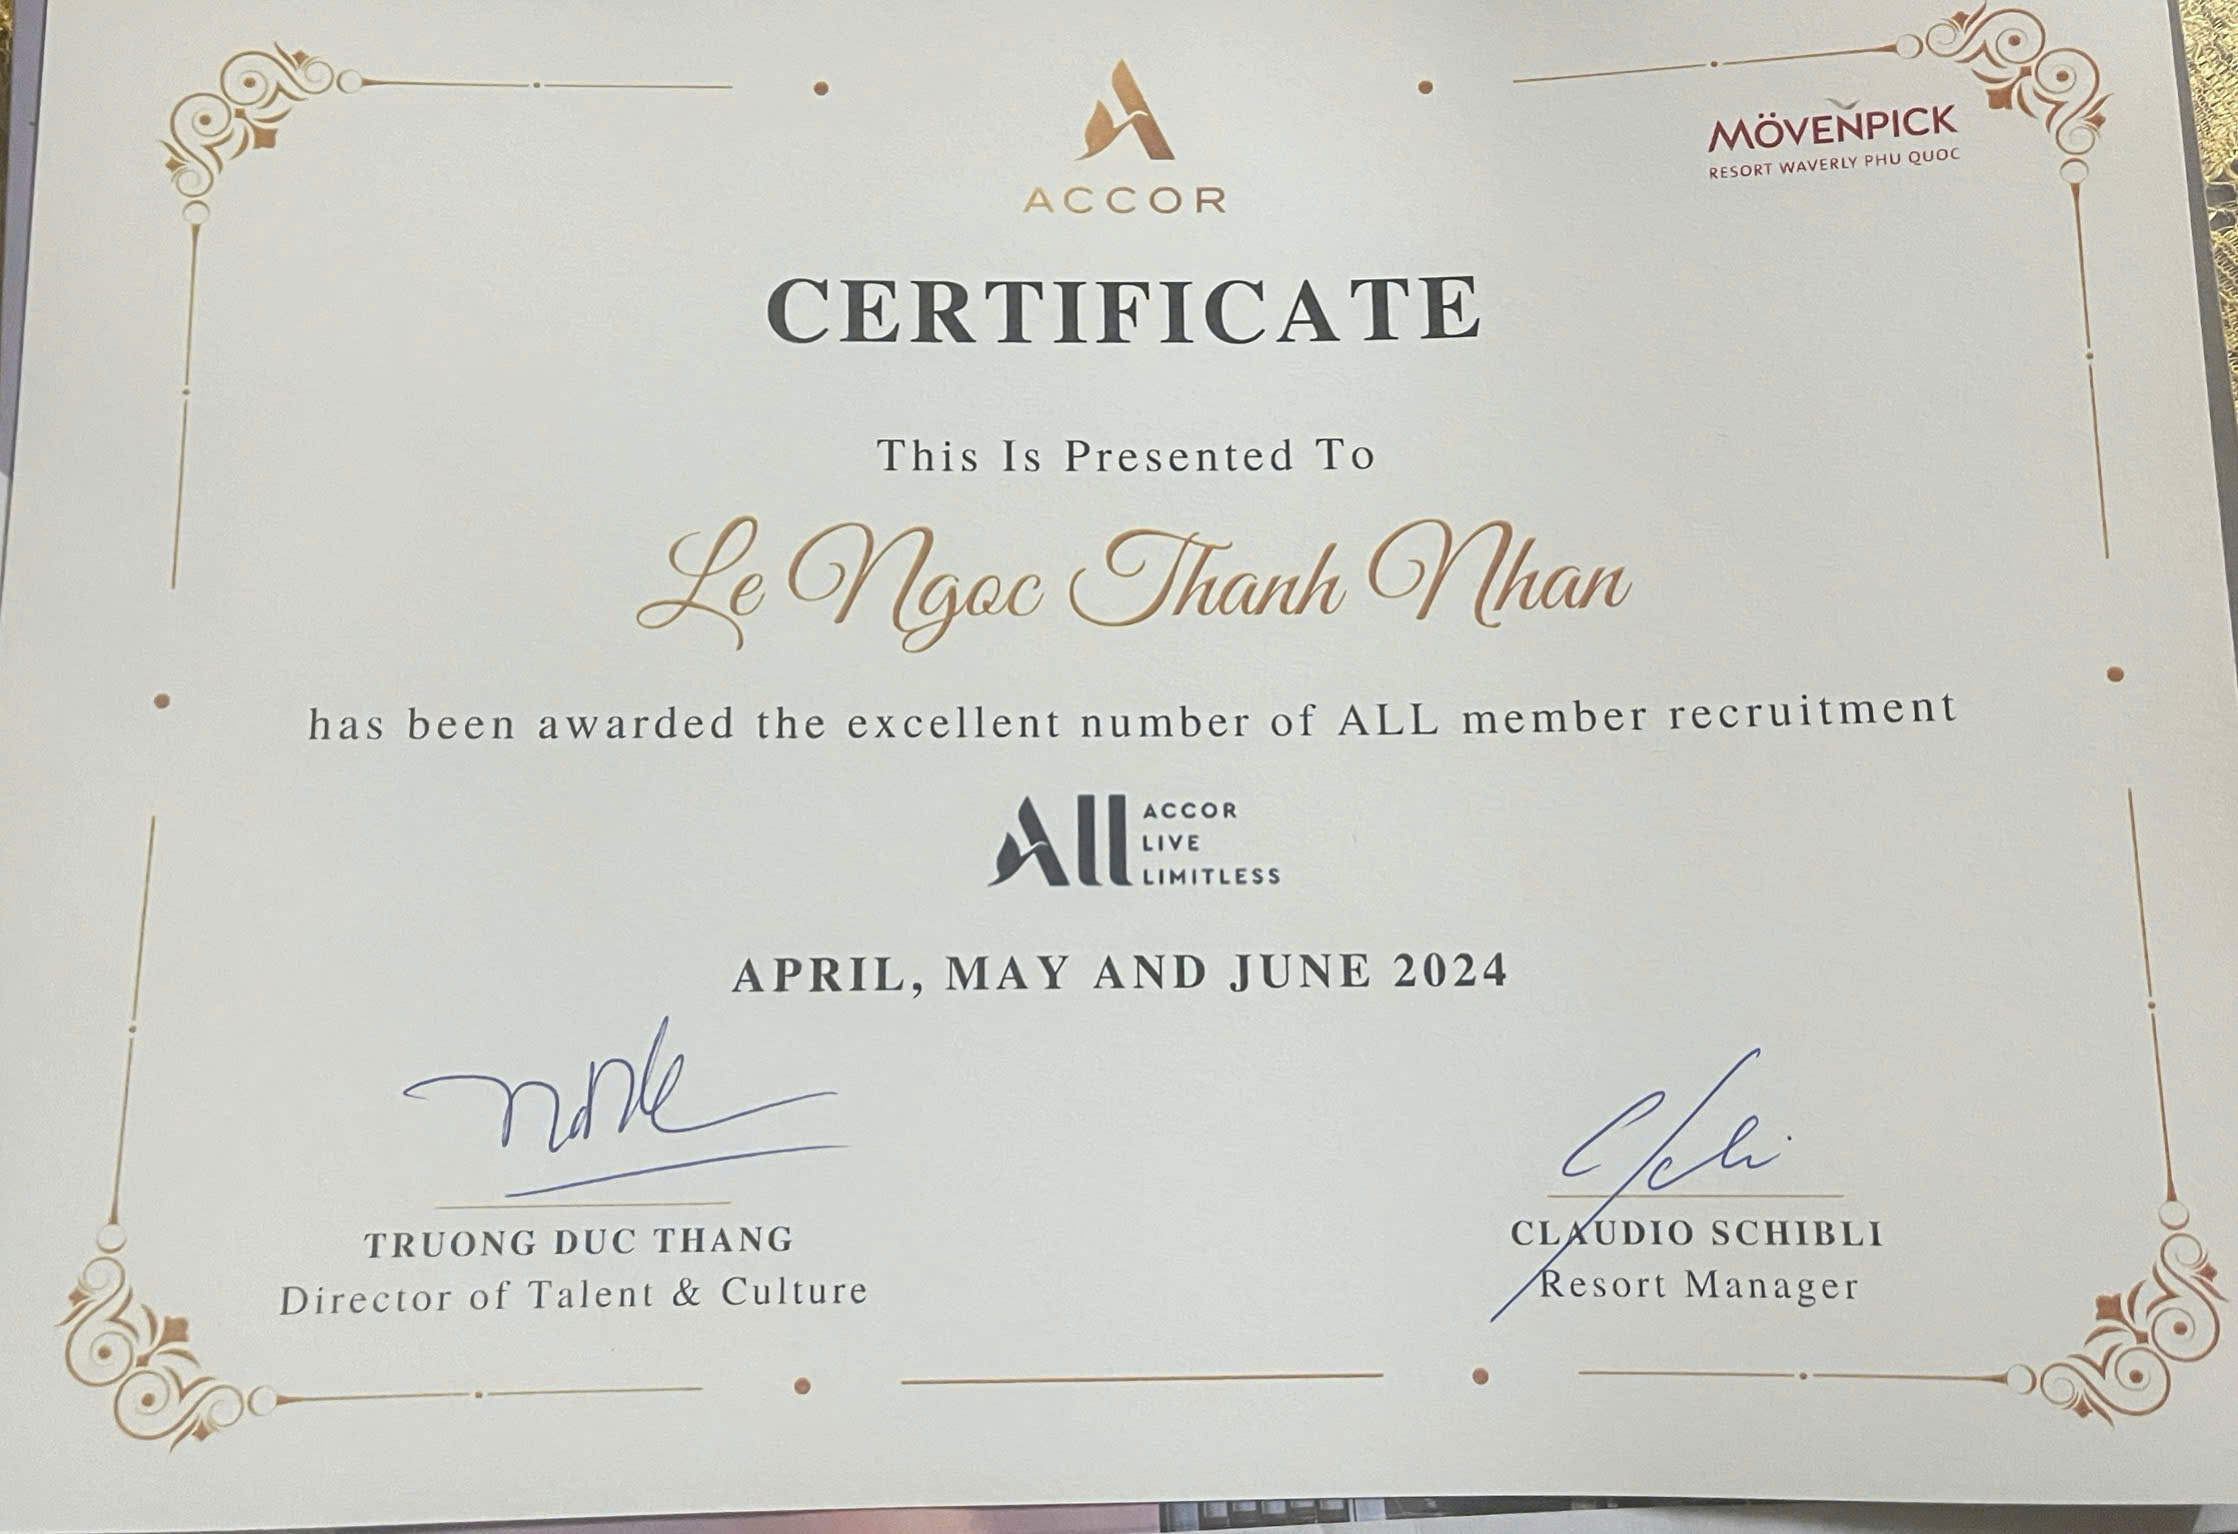 ACCOR
MÖVENPICK
RESORT WAVERLY PHU QUOC
CERTIFICATE
This Is Presented To
Le Ngoc Thanh Nhan
has been awarded the excellent number of ALL member recruitment
All ACCOR
LIVE
LIMITLESS
APRIL, MAY AND JUNE 2024
TRUONG DUC THANG
Director of Talent & Culture
CLAUDIO SCHIBLI
Resort Manager